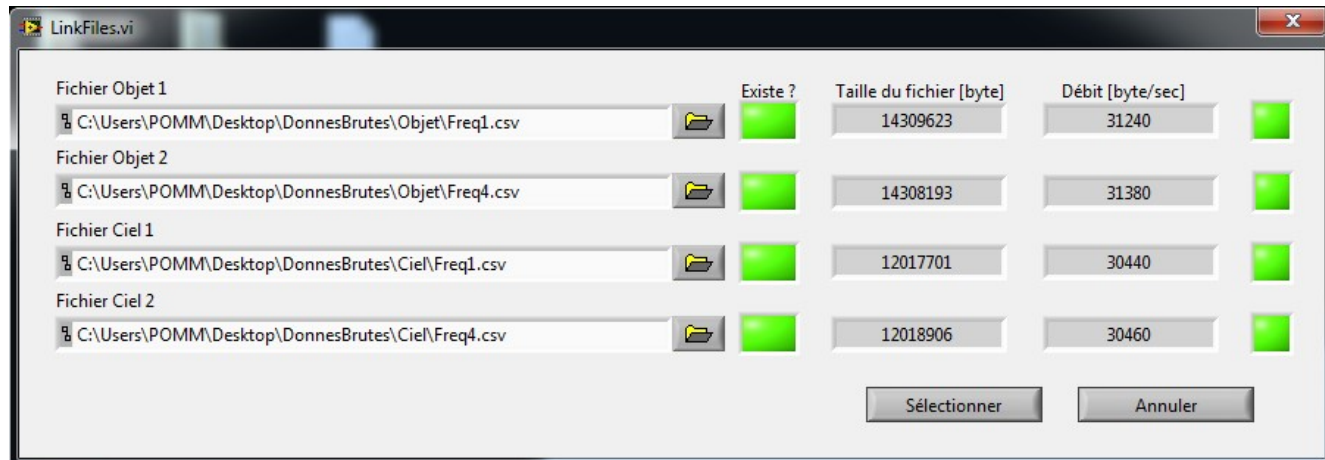 LinkFiles.vi
Fichier Objet 1 Existe ? Taille du fichier [byte] Débit [byte/sec]
C:\Users\POMM\Desktop\DonnesBrutes\Objet\Freq1.csv 14309623 31240
Fichier Objet 2
C:\Users\POMM\Desktop\DonnesBrutes\Objet\Freq4.csv 14308193 31380
Fichier Ciel 1
C:\Users\POMM\Desktop\DonnesBrutes\Ciel\Freq1.csv 12017701 30440
Fichier Ciel 2
C:\Users\POMM\Desktop\DonnesBrutes\Ciel\Freq4.csv 12018906 30460
Sélectionner Annuler